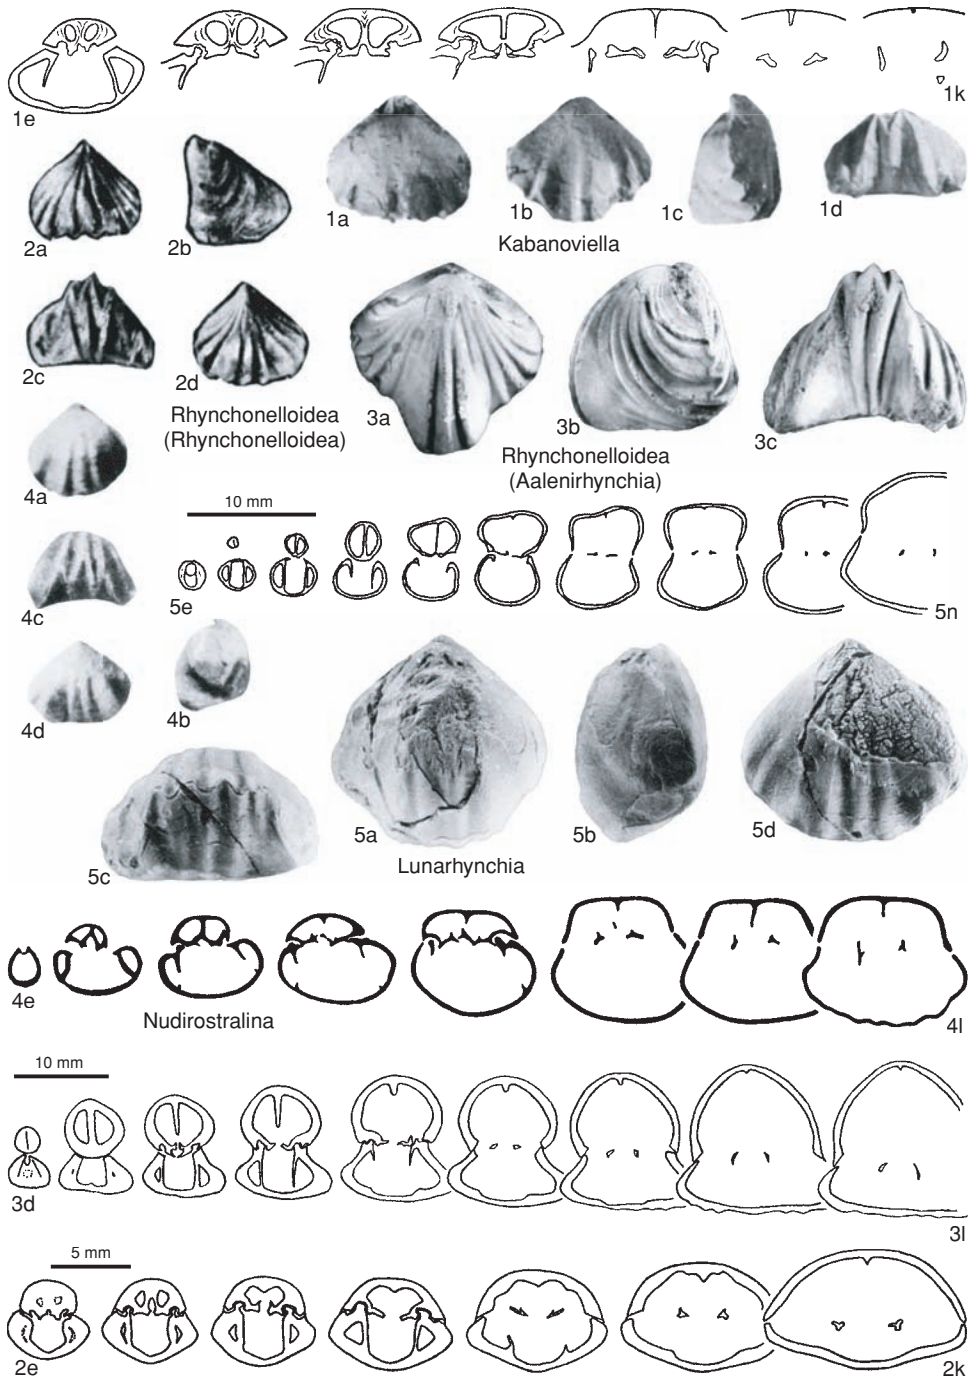 1e
1k
1a
1b
1c
1d
Kabanoviella
2a
2b
2c
2d
Rhynchonelloidea
(Rhynchonelloidea)
3a
3b
3c
Rhynchonelloidea
(Aalenirhynchia)
4a
10 mm
4c
5e
5n
4d
4b
5c
5a
5b
5d
Lunarhynchia
4e
Nudirostralina
4l
10 mm
3d
3l
5 mm
2e
2k